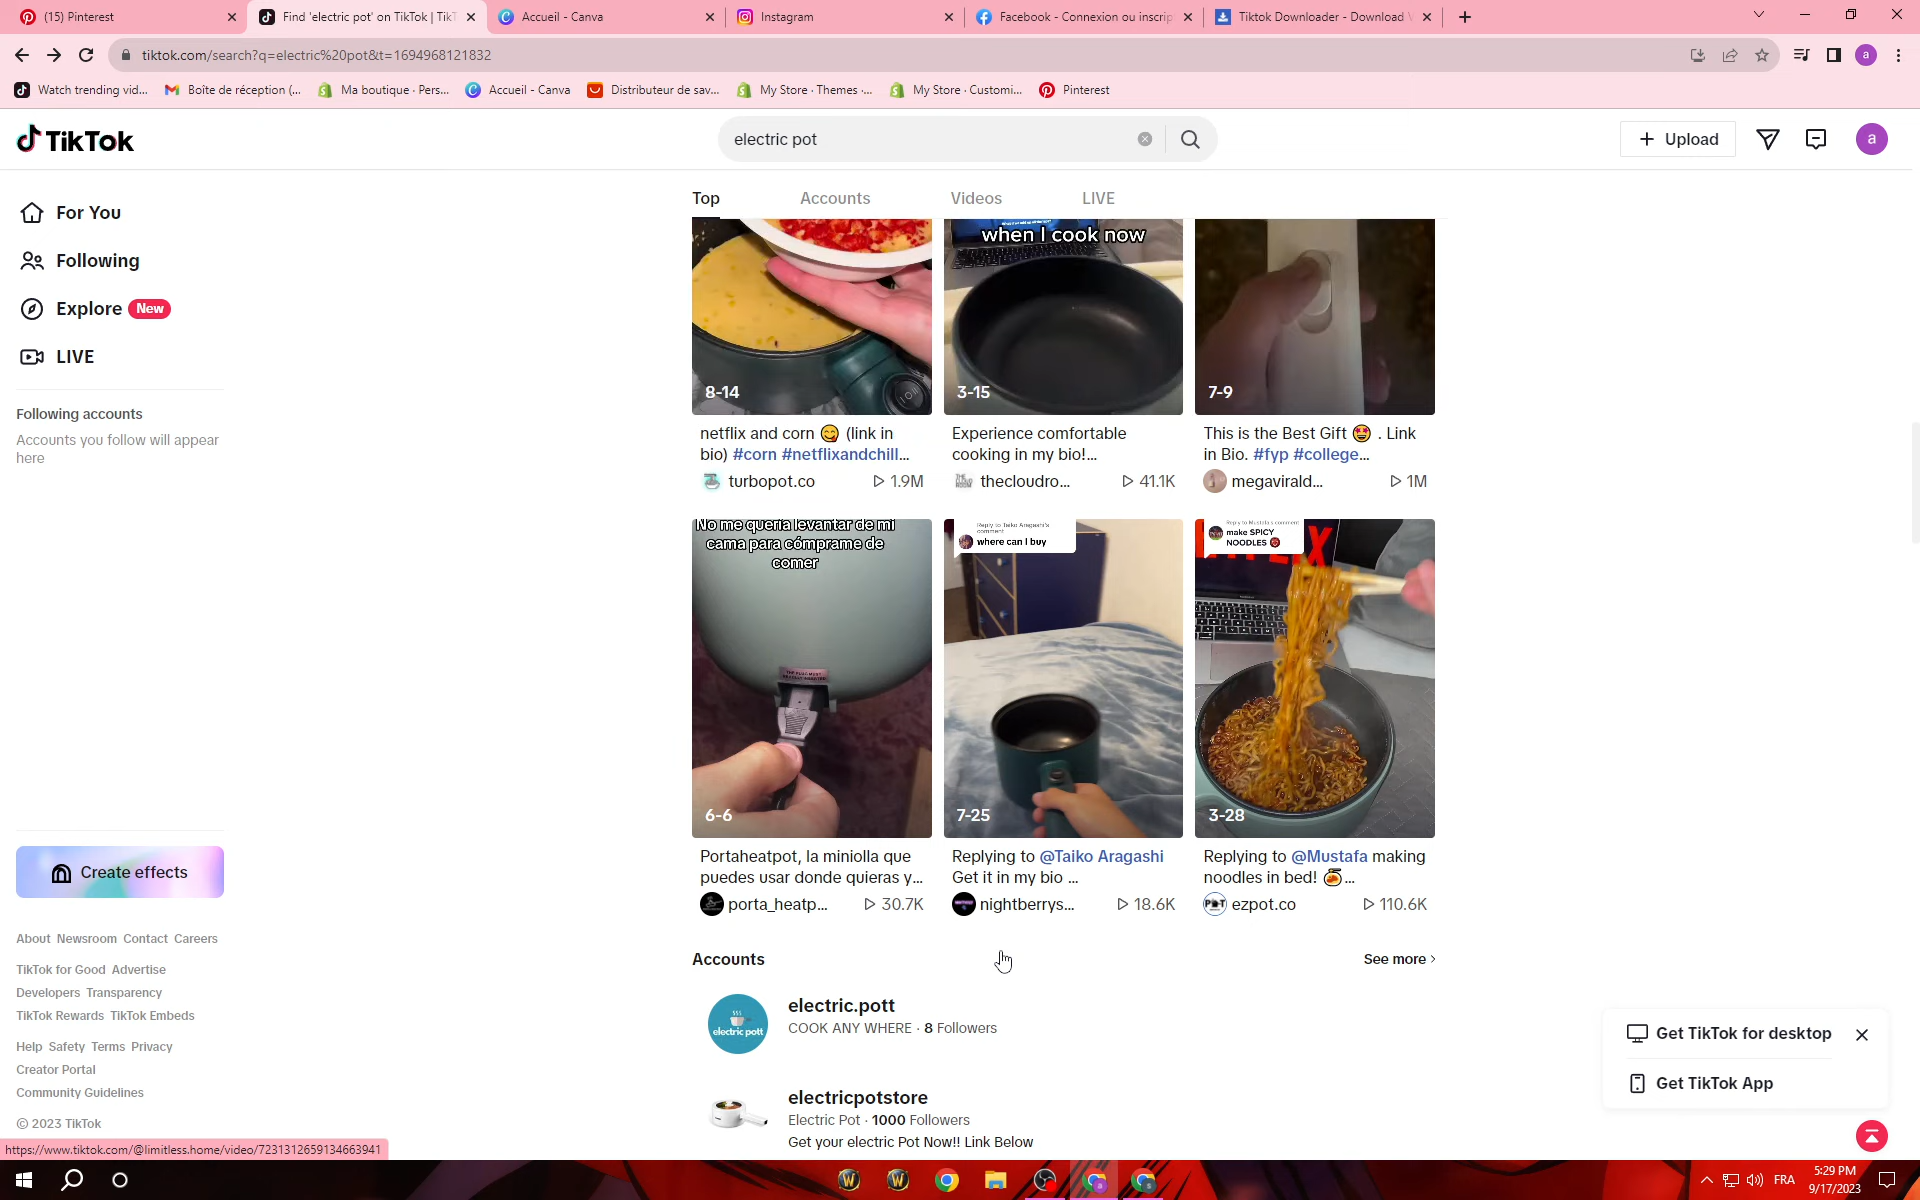 (15) Pinterest
Find 'electric pot' on TikTok | TikT
Accueil - Canva
Instagram
Facebook - Connexion ou inscrip
Tiktok Downloader - Download V
tiktok.com/search?q=electric%20pot&t=1694968121832
a
Watch trending vid...
Boîte de réception (...
Ma boutique · Pers...
Accueil - Canva
Distributeur de sav...
My Store · Themes ·...
My Store · Customi...
Pinterest
TikTok
electric pot
Upload
a
For You
Following
Explore New
LIVE
Following accounts
Accounts you follow will appear
here
Create effects
About Newsroom Contact Careers
TikTok for Good Advertise
Developers Transparency
TikTok Rewards TikTok Embeds
Help Safety Terms Privacy
Creator Portal
Community Guidelines
© 2023 TikTok
Top Accounts Videos LIVE
8-14
netflix and corn 😋 (link in
bio) #corn #netflixandchill...
turbopot.co 1.9M
when I cook now
3-15
Experience comfortable
cooking in my bio!...
thecloudro... 41.1K
7-9
This is the Best Gift 🤩 . Link
in Bio. #fyp #college...
megavirald... 1M
No me quería levantar de mi
cama para cómprame de
comer
6-6
Portaheatpot, la miniolla que
puedes usar donde quieras y...
porta_heatp... 30.7K
Reply to Taiko Aragashi's
comment
where can I buy
7-25
Replying to @Taiko Aragashi
Get it in my bio ...
nightberrys... 18.6K
Reply to Mustafa's comment
make SPICY
NOODLES
3-28
Replying to @Mustafa making
noodles in bed! 🍝...
ezpot.co 110.6K
Accounts
See more
electric pott
electric.pott
COOK ANY WHERE · 8 Followers
electricpotstore
Electric Pot · 1000 Followers
Get your electric Pot Now!! Link Below
Get TikTok for desktop
Get TikTok App
https://www.tiktok.com/@limitless.home/video/7231312659134663941
FRA
5:29 PM
9/17/2023